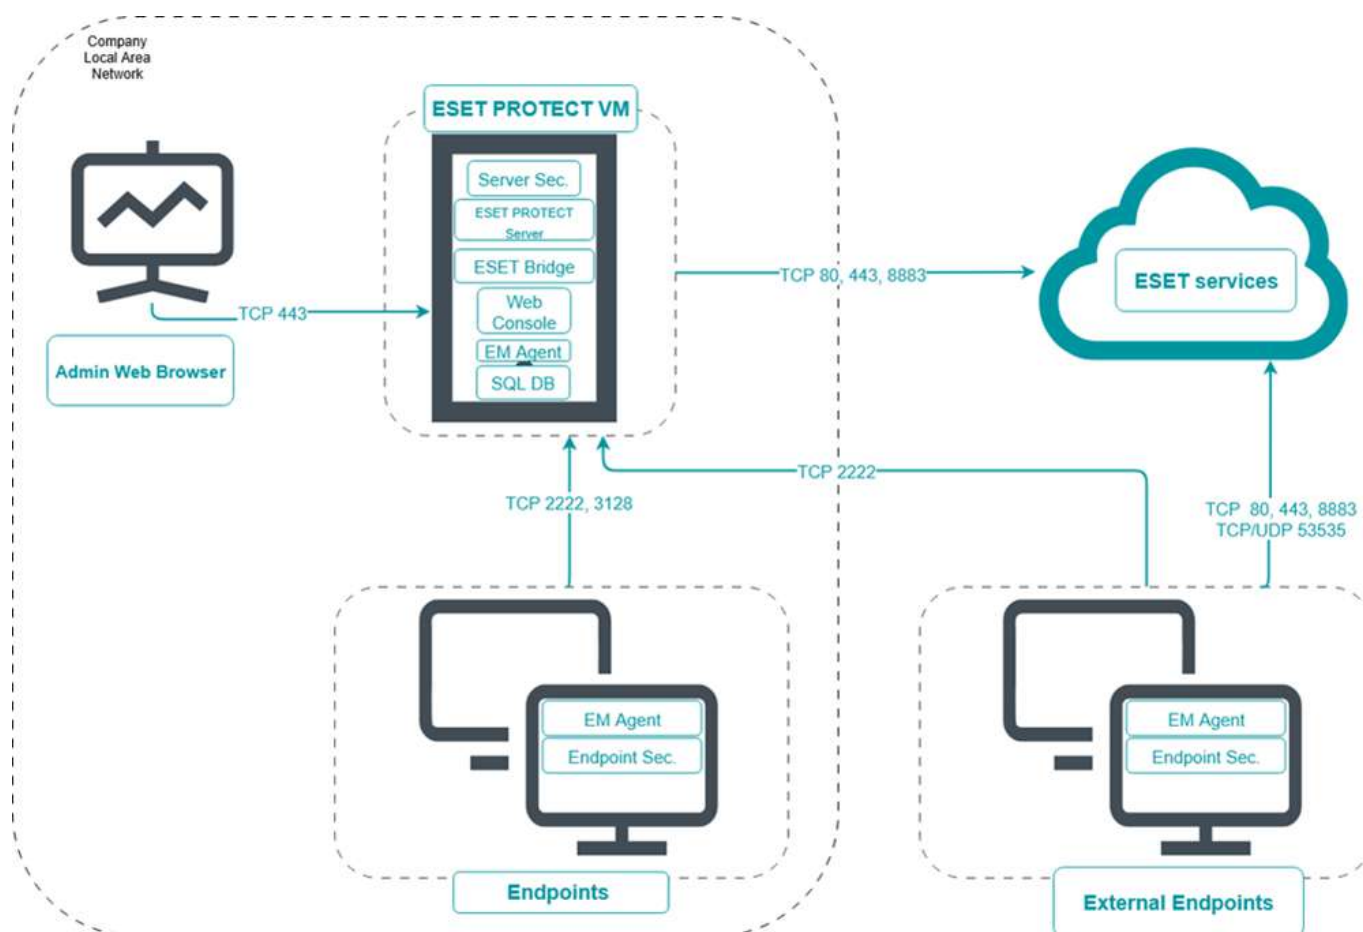 Company
Local Area
Network
ESET PROTECT VM
Server Sec.
ESET PROTECT
Server
ESET Bridge
Web
Console
EM Agent
SQL DB
TCP 443
Admin Web Browser
TCP 80, 443, 8883
ESET services
TCP 2222
TCP 2222, 3128
TCP  80, 443, 8883
TCP/UDP 53535
EM Agent
Endpoint Sec.
Endpoints
EM Agent
Endpoint Sec.
External Endpoints